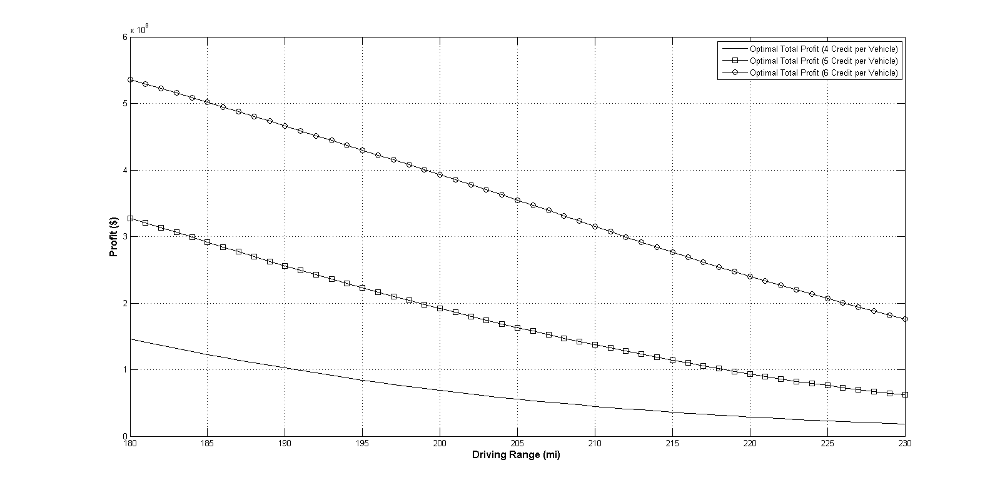 x 10^9
6
5
4
3
2
1
0
Profit ($)
Optimal Total Profit (4 Credit per Vehicle)
Optimal Total Profit (5 Credit per Vehicle)
Optimal Total Profit (6 Credit per Vehicle)
180 185 190 195 200 205 210 215 220 225 230
Driving Range (mi)